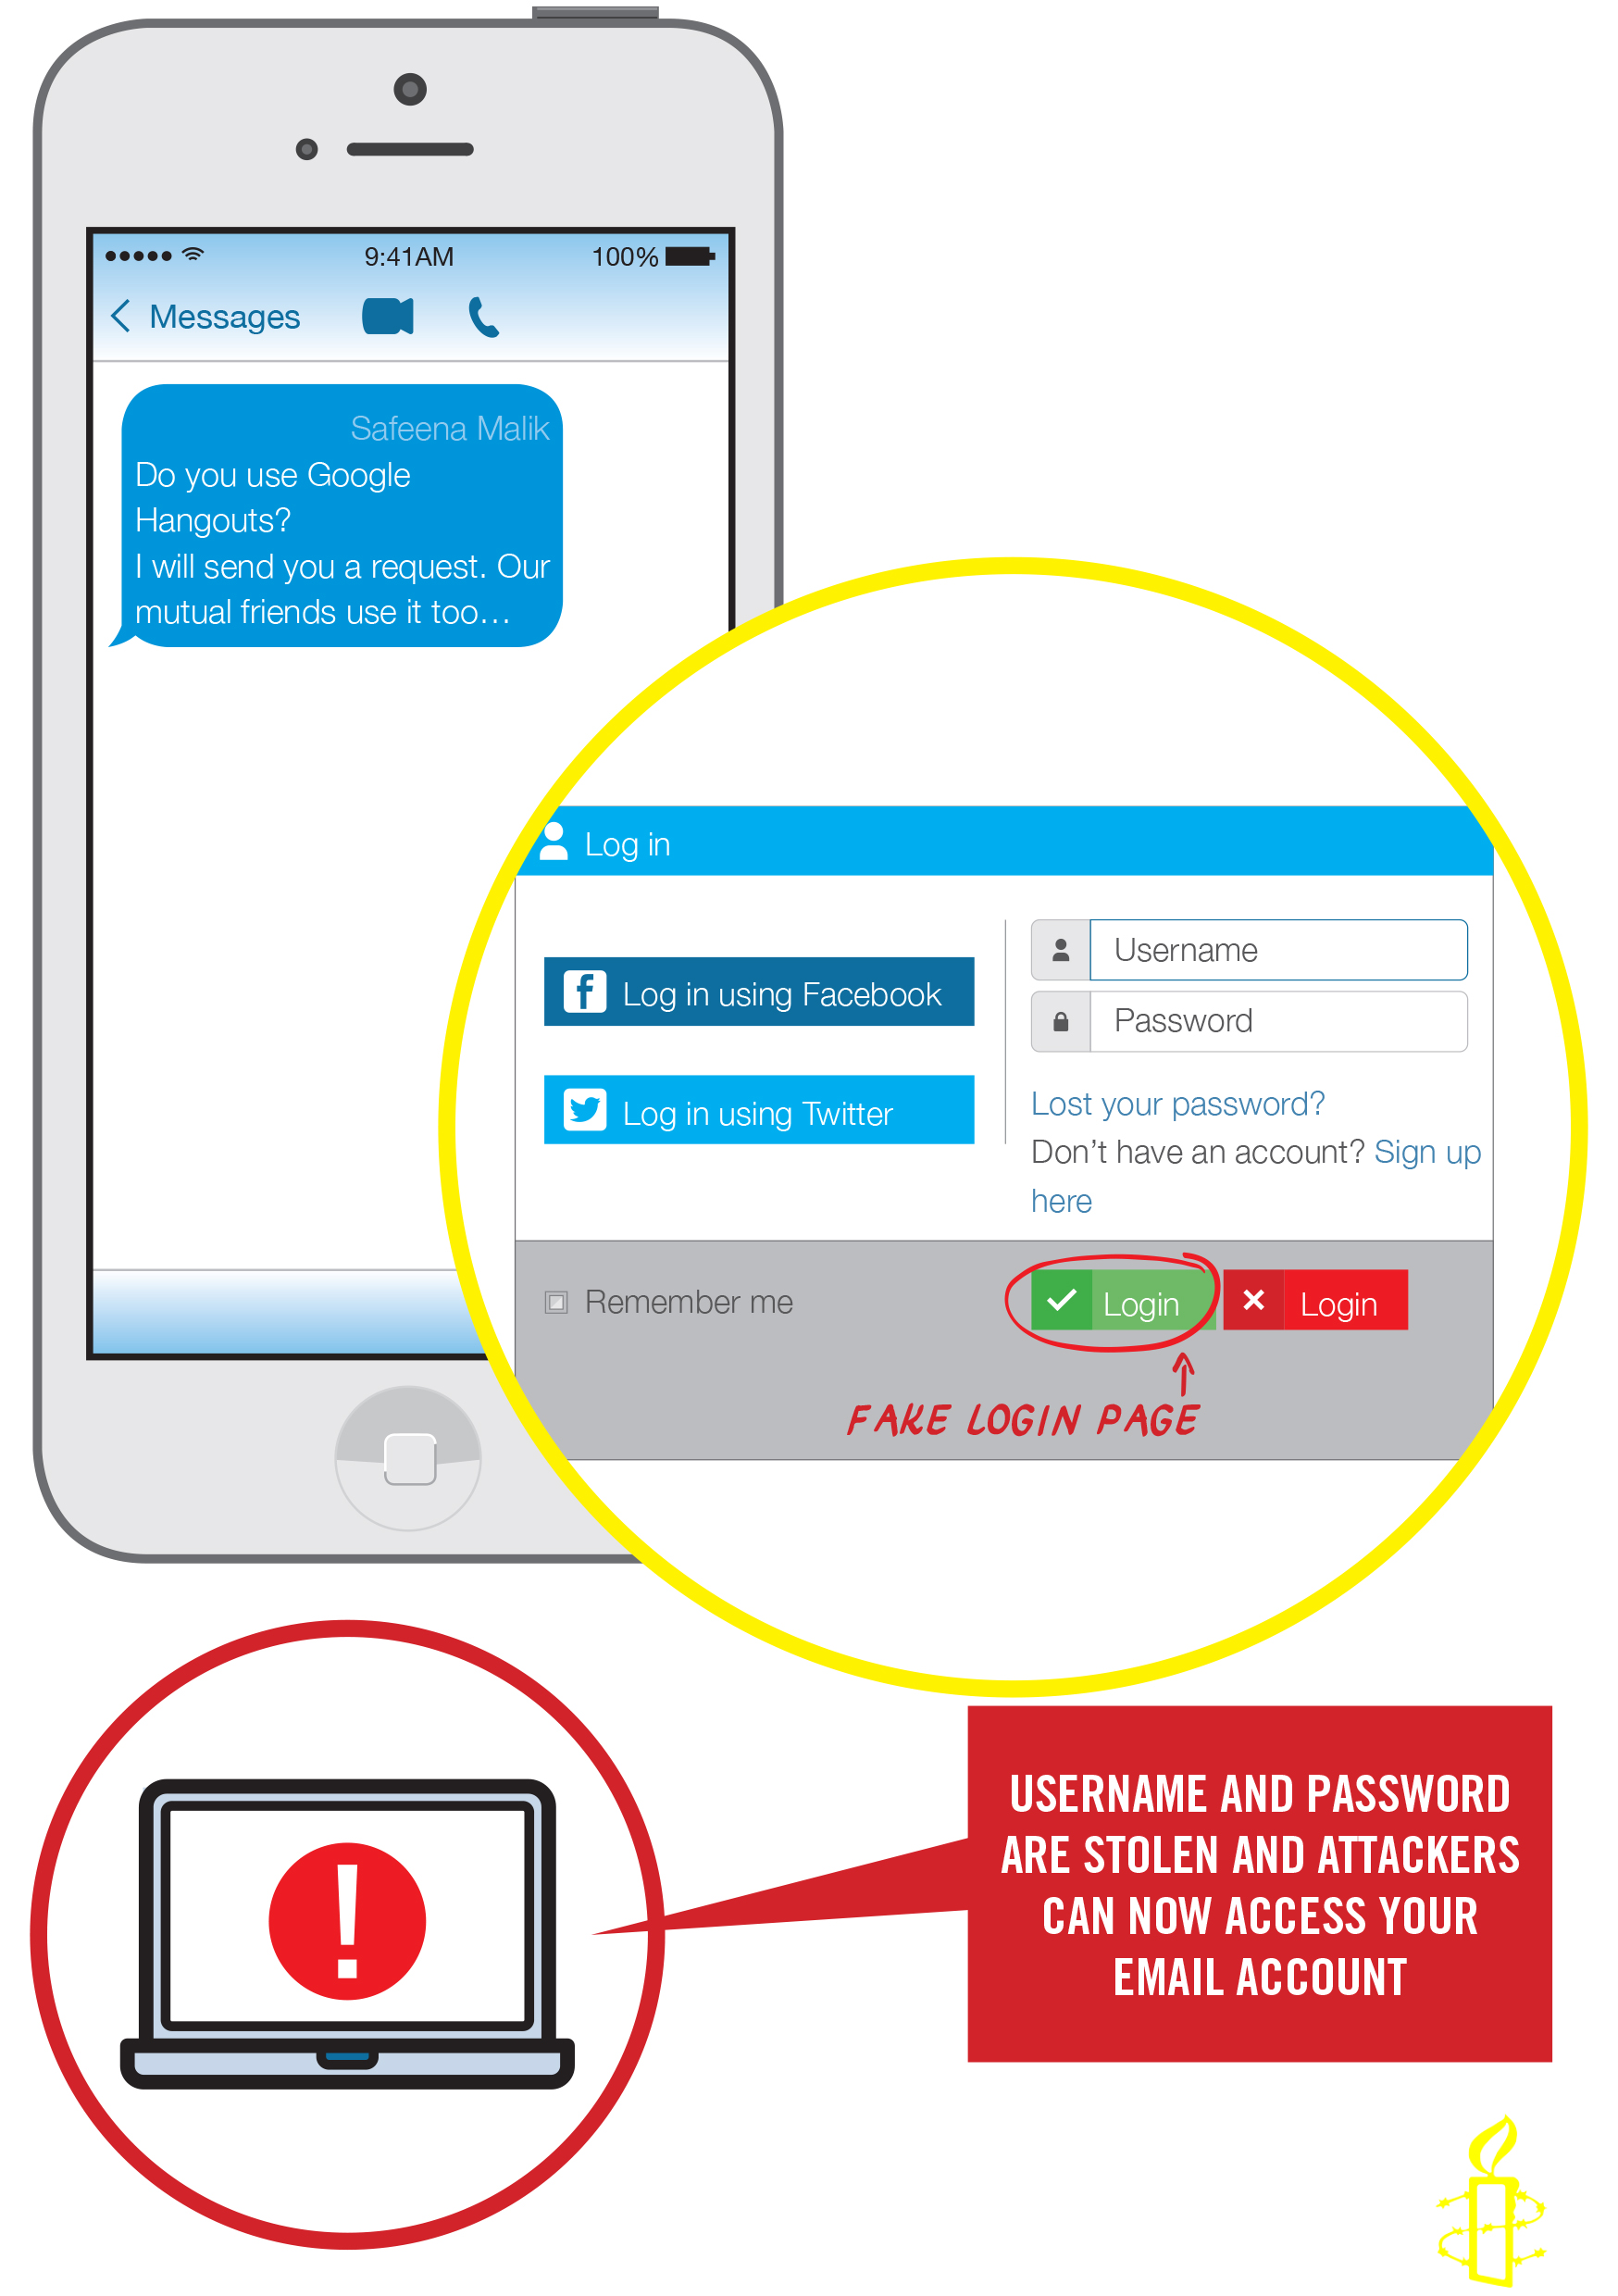 9:41AM
100%
Messages
Safeena Malik
Do you use Google
Hangouts?
I will send you a request. Our
mutual friends use it too…
Log in
Log in using Facebook
Log in using Twitter
Username
Password
Lost your password?
Don’t have an account? Sign up
here
Remember me
Login
Login
FAKE LOGIN PAGE
USERNAME AND PASSWORD
ARE STOLEN AND ATTACKERS
CAN NOW ACCESS YOUR
EMAIL ACCOUNT